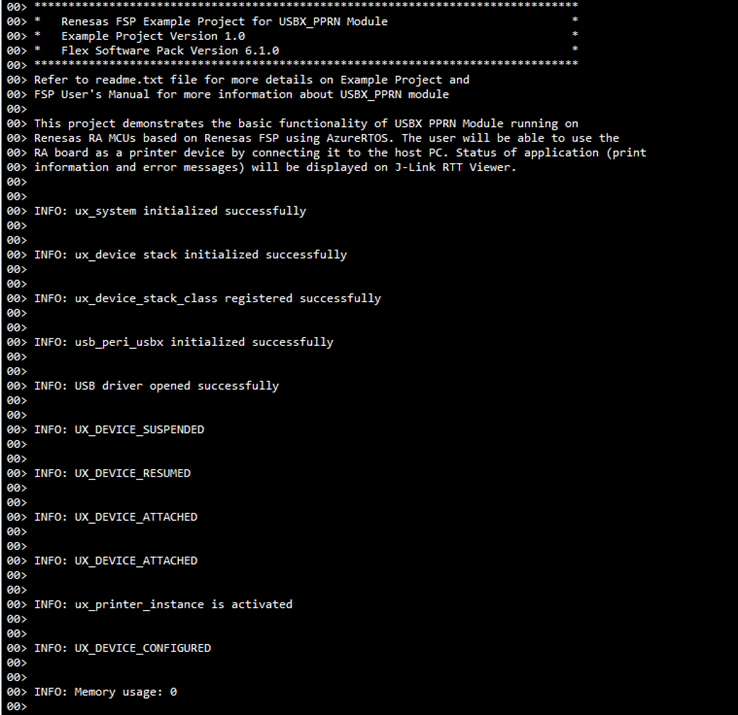 00> ********************************************************************************
00> *   Renesas FSP Example Project for USBX_PPRN Module                           *
00> *   Example Project Version 1.0                                                *
00> *   Flex Software Pack Version 6.1.0                                           *
00> ********************************************************************************
00> Refer to readme.txt file for more details on Example Project and
00> FSP User's Manual for more information about USBX_PPRN module
00>
00> This project demonstrates the basic functionality of USBX PPRN Module running on
00> Renesas RA MCUs based on Renesas FSP using AzureRTOS. The user will be able to use the
00> RA board as a printer device by connecting it to the host PC. Status of application (print
00> information and error messages) will be displayed on J-Link RTT Viewer.
00>
00>
00> INFO: ux_system initialized successfully
00>
00>
00> INFO: ux_device stack initialized successfully
00>
00>
00> INFO: ux_device_stack_class registered successfully
00>
00>
00> INFO: usb_peri_usbx initialized successfully
00>
00>
00> INFO: USB driver opened successfully
00>
00>
00> INFO: UX_DEVICE_SUSPENDED
00>
00>
00> INFO: UX_DEVICE_RESUMED
00>
00>
00> INFO: UX_DEVICE_ATTACHED
00>
00>
00> INFO: UX_DEVICE_ATTACHED
00>
00>
00> INFO: ux_printer_instance is activated
00>
00>
00> INFO: UX_DEVICE_CONFIGURED
00>
00>
00> INFO: Memory usage: 0
00>